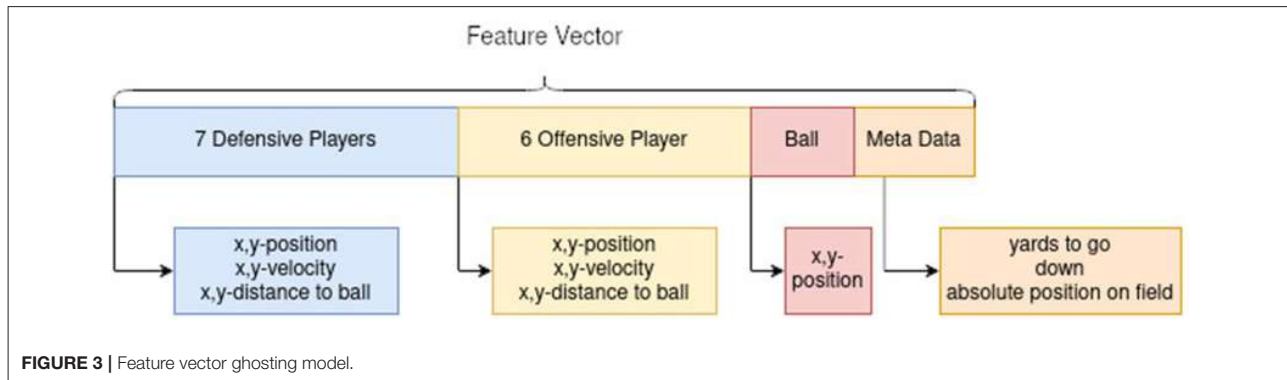 Feature Vector
7 Defensive Players
6 Offensive Player
Ball
Meta Data
x,y-position
x,y-velocity
x,y-distance to ball
x,y-position
x,y-velocity
x,y-distance to ball
x,y-
position
yards to go
down
absolute position on field
FIGURE 3 | Feature vector ghosting model.